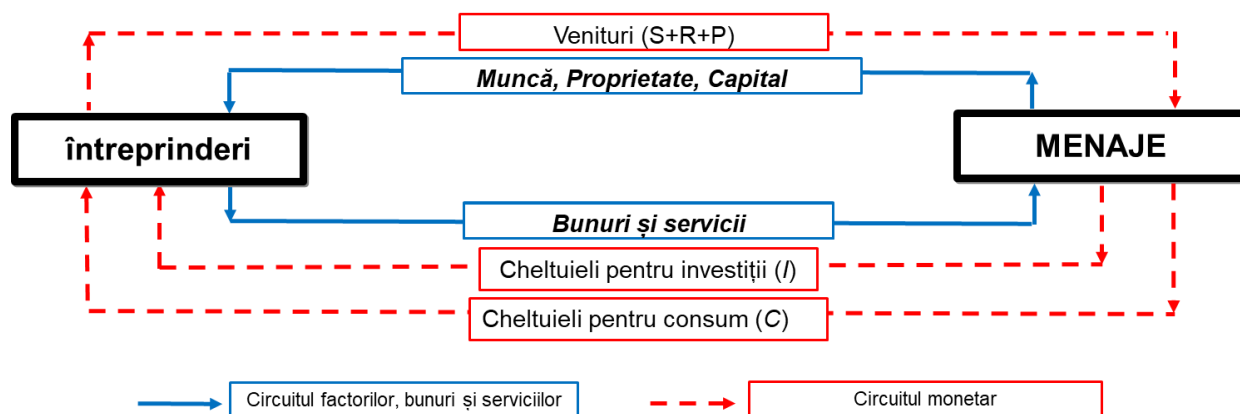 Venituri (S+R+P)
Muncă, Proprietate, Capital
întreprinderi
MENAJE
Bunuri și servicii
Cheltuieli pentru investiții (I)
Cheltuieli pentru consum (C)
Circuitul factorilor, bunuri și serviciilor
Circuitul monetar